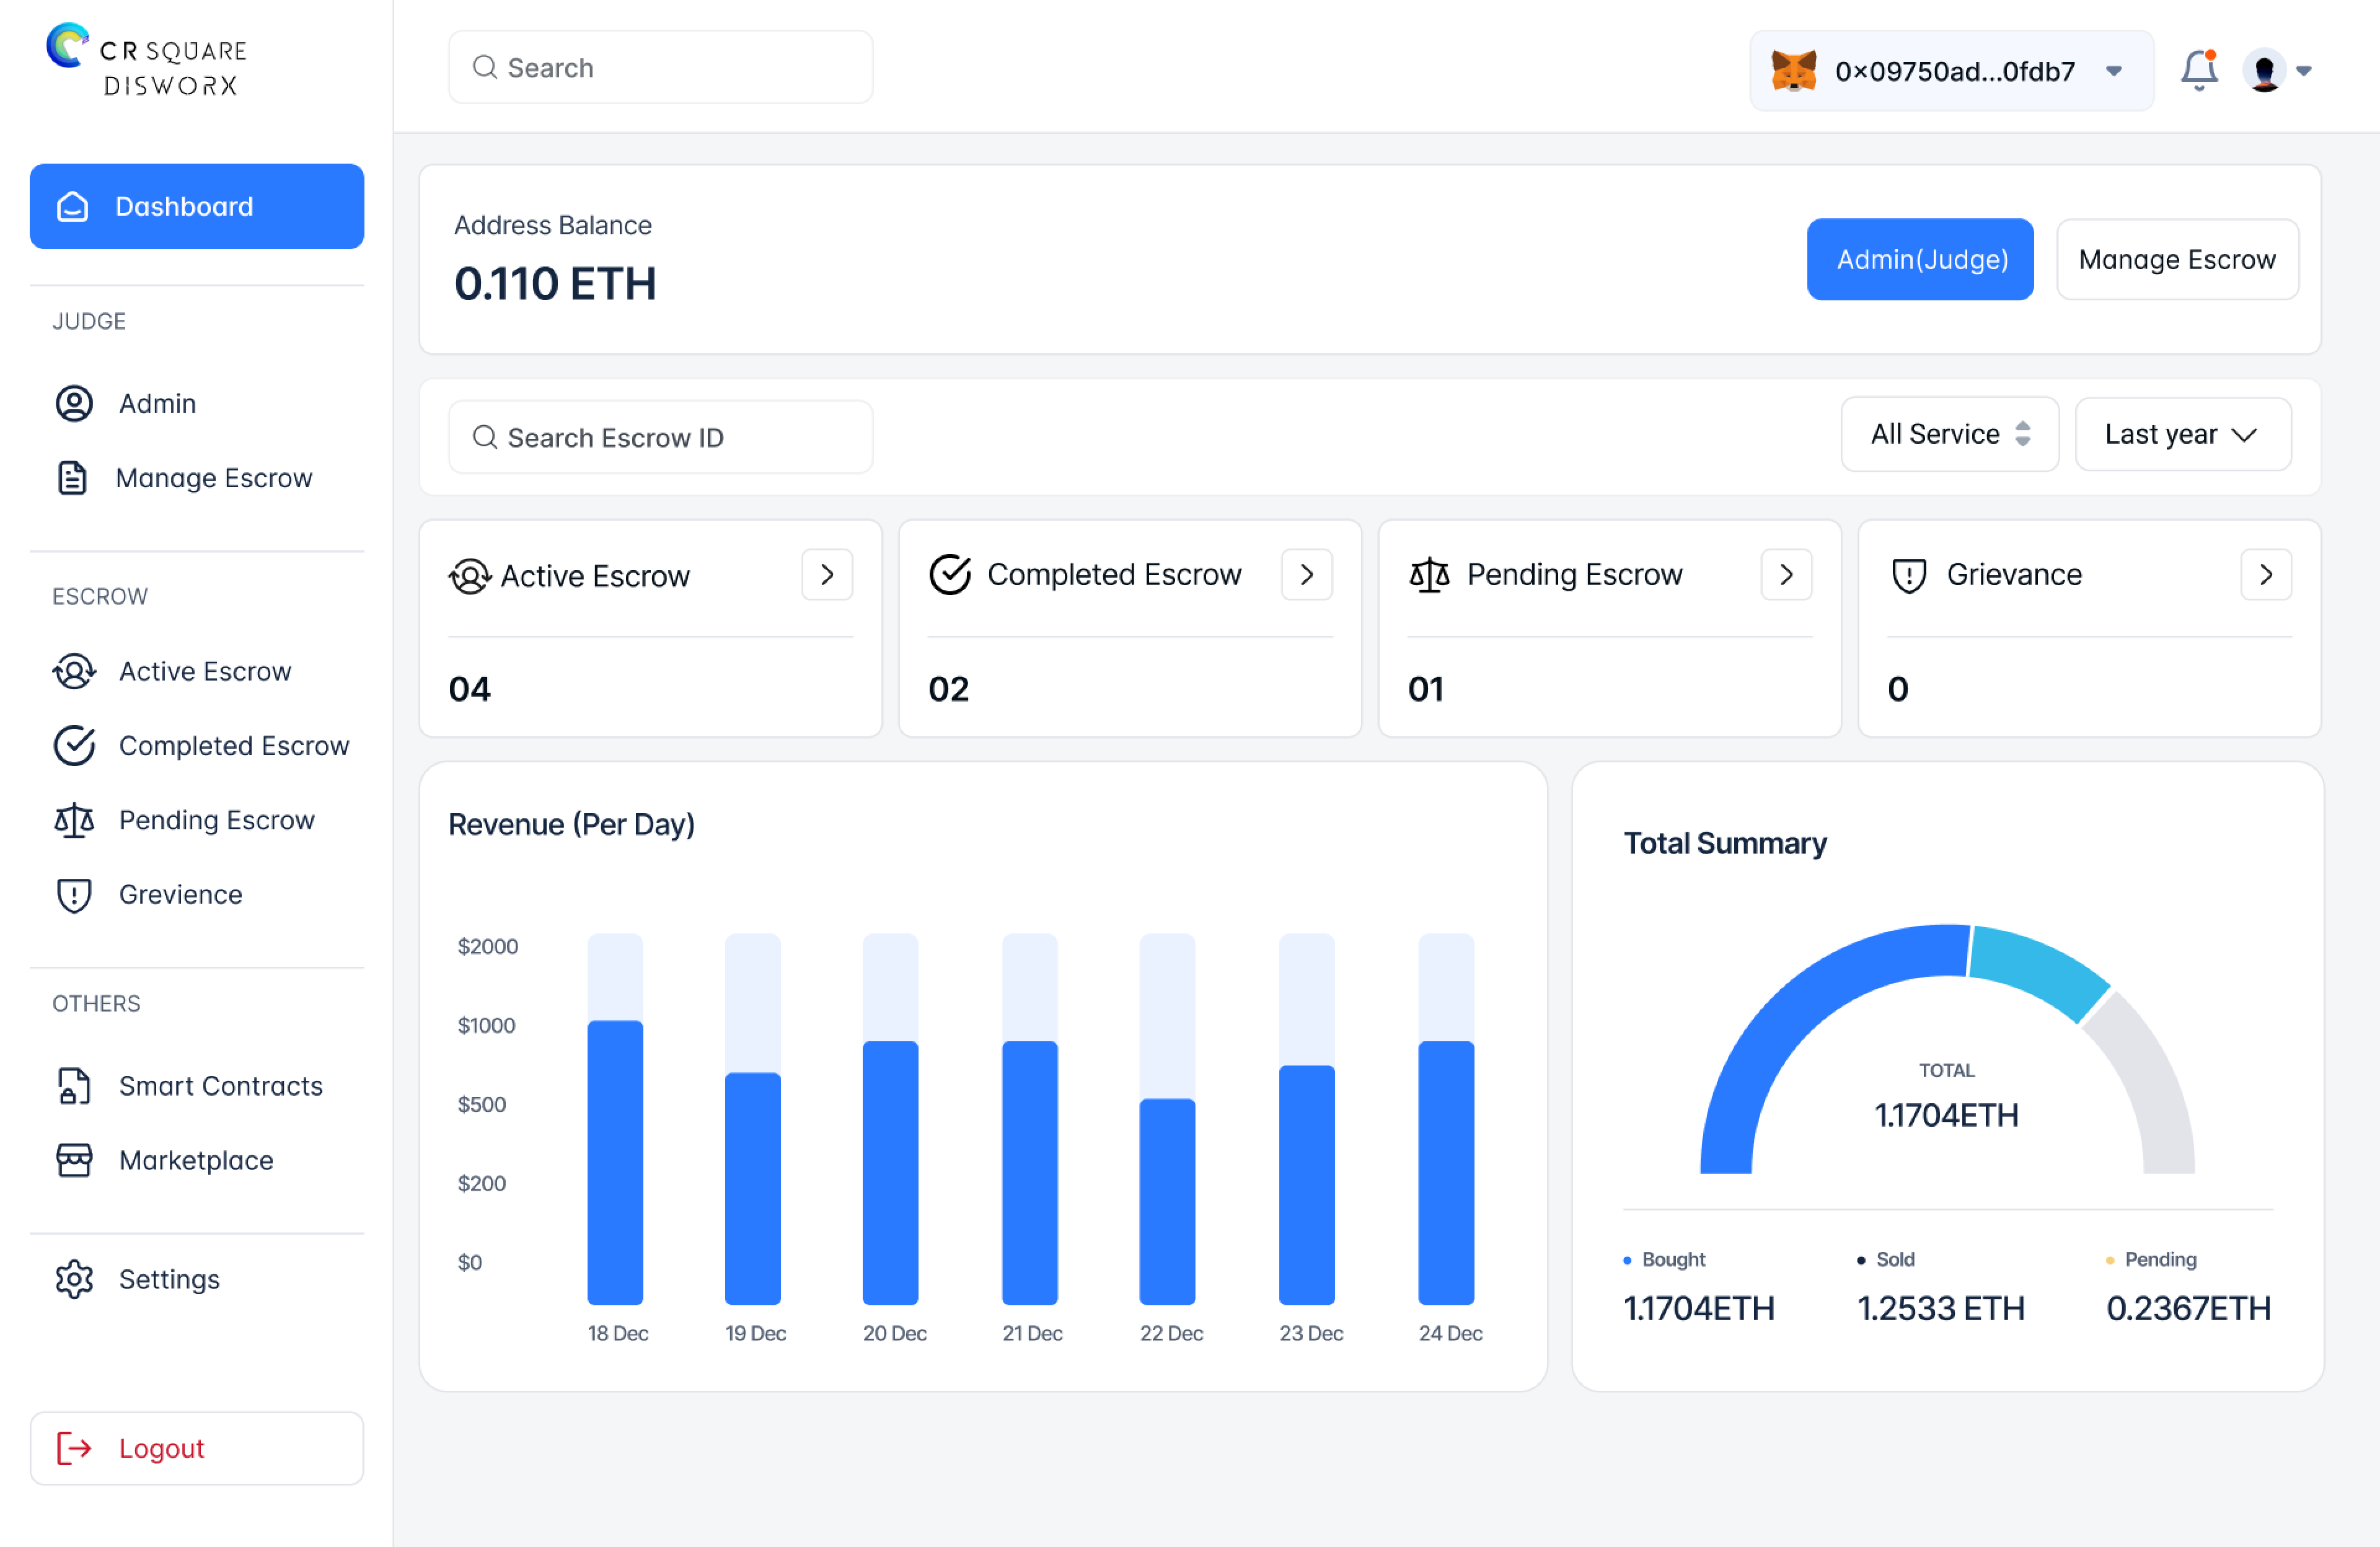 CR SQUARE
DISWORX
Search
0×09750ad...0fdb7
Dashboard
JUDGE
Admin
Manage Escrow
ESCROW
Active Escrow
Completed Escrow
Pending Escrow
Grevience
OTHERS
Smart Contracts
Marketplace
Settings
Logout
Address Balance
0.110 ETH
Admin(Judge)
Manage Escrow
Search Escrow ID
All Service
Last year
Active Escrow
04
Completed Escrow
02
Pending Escrow
01
Grievance
0
Revenue (Per Day)
$2000
$1000
$500
$200
$0
18 Dec
19 Dec
20 Dec
21 Dec
22 Dec
23 Dec
24 Dec
Total Summary
TOTAL
1.1704ETH
Bought
1.1704ETH
Sold
1.2533 ETH
Pending
0.2367ETH